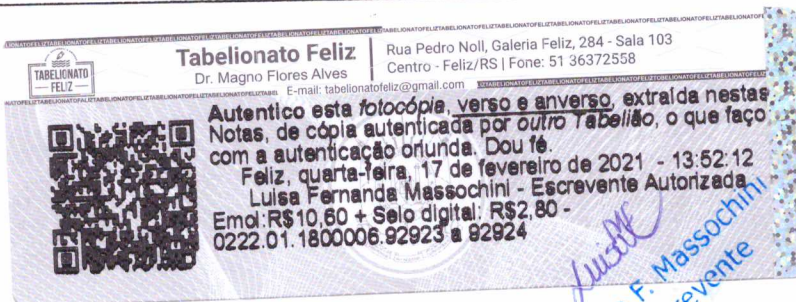 TABELIONATO
FELIZ
Tabelionato Feliz
Dr. Magno Flores Alves
Rua Pedro Noll, Galeria Feliz, 284 - Sala 103
Centro - Feliz/RS | Fone: 51 36372558
E-mail: tabelionatofeliz@gmail.com
Autentico esta fotocópia, verso e anverso, extraída nestas
Notas, de cópia autenticada por outro Tabelião, o que faço
com a autenticação oriunda. Dou fé.
Feliz, quarta-feira, 17 de fevereiro de 2021 - 13:52:12
Luisa Fernanda Massochini - Escrevente Autorizada
Emol:R$10,60 + Selo digital: R$2,80 -
0222.01.1800006.92923 a 92924
F. Massochini